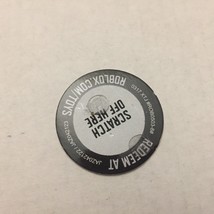 REDEEM AT
ROBLOX.COM/TOYS
SCRATCH
OFF HERE